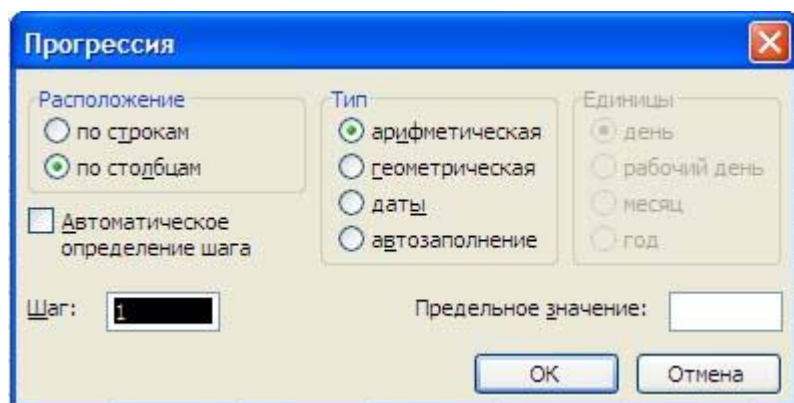 Прогрессия
Расположение
по строкам
по столбцам
Автоматическое
определение шага
Тип
арифметическая
геометрическая
даты
автозаполнение
Единицы
день
рабочий день
месяц
год
Шаг:
1
Предельное значение:
ОК
Отмена